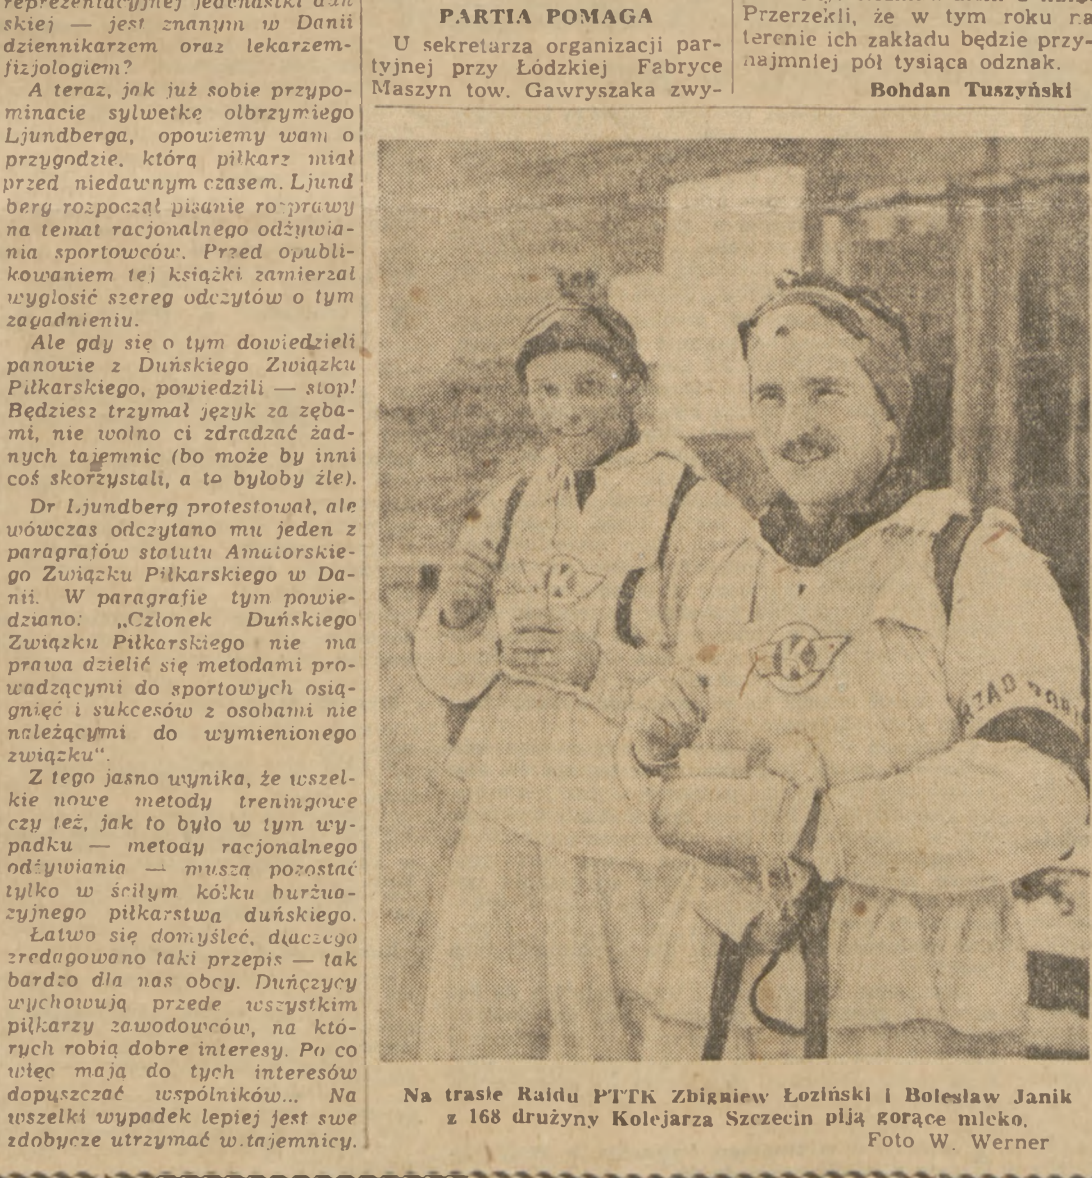 reprezentacyjnej jedenastki duń-
skiej — jest znanym w Danii
dziennikarzem oraz lekarzem-
fizjologiem?
A teraz, jak już sobie przypo-
minacie sylwetkę olbrzymiego
Ljundberga, opowiemy wam o
przygodzie, którą piłkarz miał
przed niedawnym czasem. Ljund
berg rozpoczął pisanie rozprawy
na temat racjonalnego odżywia-
nia sportowców. Przed opubli-
kowaniem tej książki zamierzał
wygłosić szereg odczytów o tym
zagadnieniu.
Ale gdy się o tym dowiedzieli
panowie z Duńskiego Związku
Piłkarskiego, powiedzili — stop!
Będziesz trzymał język za zęba-
mi, nie wolno ci zdradzać żad-
nych tajemnic (bo może by inni
coś skorzystali, a to byłoby źle).
Dr Ljundberg protestował, ale
wówczas odczytano mu jeden z
paragrafów statutu Amatorskie-
go Związku Piłkarskiego w Da-
nii. W paragrafie tym powie-
dziano: „Członek Duńskiego
Związku Piłkarskiego nie ma
prawa dzielić się metodami pro-
wadzącymi do sportowych osią-
gnięć i sukcesów z osobami nie
należącymi do wymienionego
związku“.
Z tego jasno wynika, że wszel-
kie nowe metody treningowe
czy też, jak to było w tym wy-
padku — metody racjonalnego
odżywiania — muszą pozostać
tylko w ściłym kółku burżua-
zyjnego piłkarstwa duńskiego.
Łatwo się domyśleć, dlaczego
zredagowano taki przepis — tak
bardzo dla nas obcy. Duńczycy
wychowują przede wszystkim
piłkarzy zawodowców, na któ-
rych robią dobre interesy. Po co
więc mają do tych interesów
dopuszczać wspólników... Na
wszelki wypadek lepiej jest swe
zdobycze utrzymać w tajemnicy.
PARTIA POMAGA
U sekretarza organizacji par-
tyjnej przy Łódzkiej Fabryce
Maszyn tow. Gawryszaka zwy-
Przerzekli, że w tym roku na
terenie ich zakładu będzie przy-
najmniej pół tysiąca odznak.
Bohdan Tuszyński
K
K
Na trasie Raidu PTTK Zbigniew Łoziński i Bolesław Janik
z 168 drużyny Kolejarza Szczecin piją gorące mleko.
Foto W. Werner